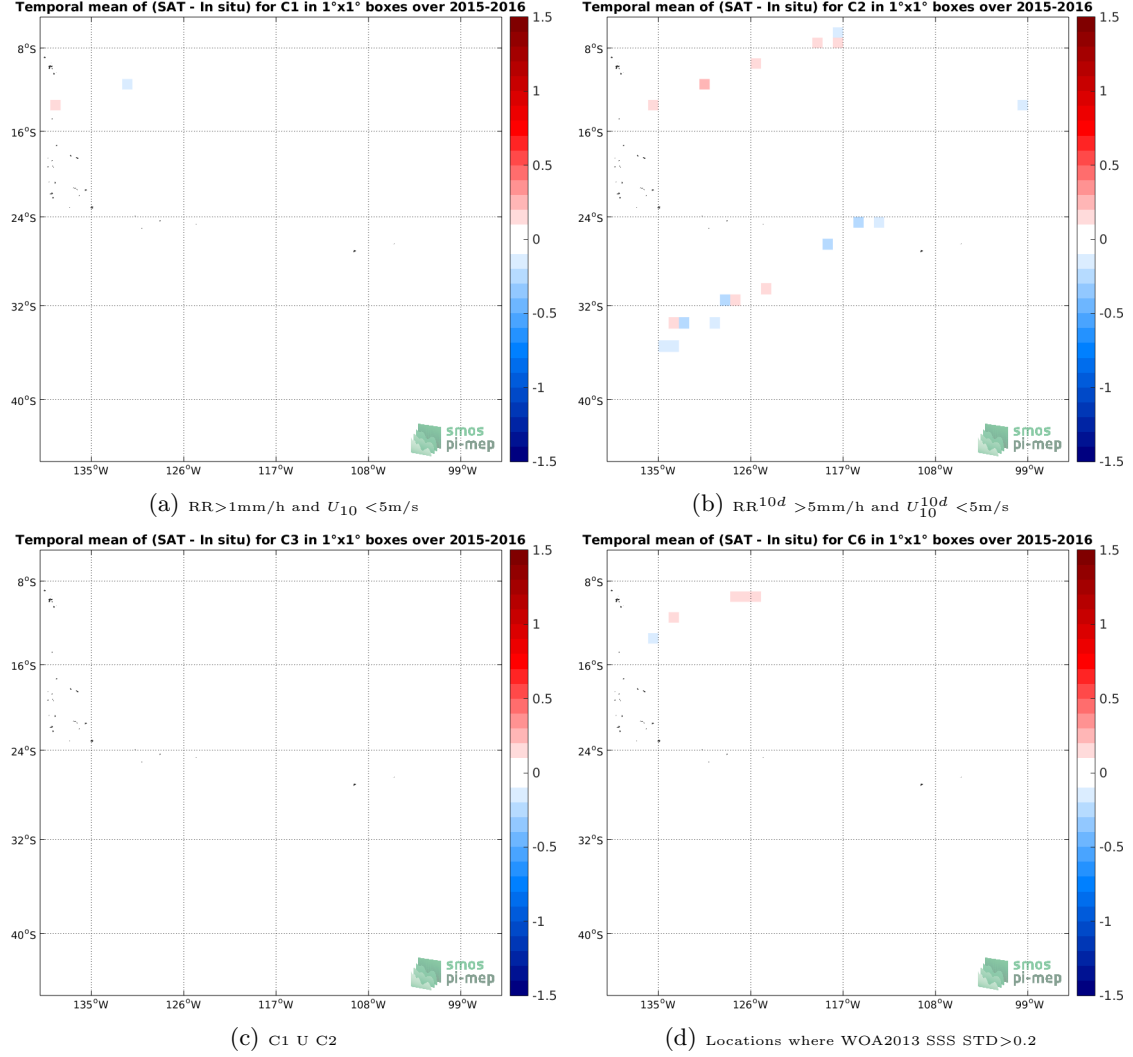 Temporal mean of (SAT - In situ) for C1 in 1°x1° boxes over 2015-2016
8°S
16°S
24°S
32°S
40°S
135°W 126°W 117°W 108°W 99°W
1.5
1
0.5
0
-0.5
-1
-1.5
smos
pi-mep
(a) RR>1mm/h and U10 <5m/s
Temporal mean of (SAT - In situ) for C2 in 1°x1° boxes over 2015-2016
8°S
16°S
24°S
32°S
40°S
135°W 126°W 117°W 108°W 99°W
1.5
1
0.5
0
-0.5
-1
-1.5
smos
pi-mep
(b) RR^10d >5mm/h and U10^10d <5m/s
Temporal mean of (SAT - In situ) for C3 in 1°x1° boxes over 2015-2016
8°S
16°S
24°S
32°S
40°S
135°W 126°W 117°W 108°W 99°W
1.5
1
0.5
0
-0.5
-1
-1.5
smos
pi-mep
(c) C1 U C2
Temporal mean of (SAT - In situ) for C6 in 1°x1° boxes over 2015-2016
8°S
16°S
24°S
32°S
40°S
135°W 126°W 117°W 108°W 99°W
1.5
1
0.5
0
-0.5
-1
-1.5
smos
pi-mep
(d) Locations where WOA2013 SSS STD>0.2